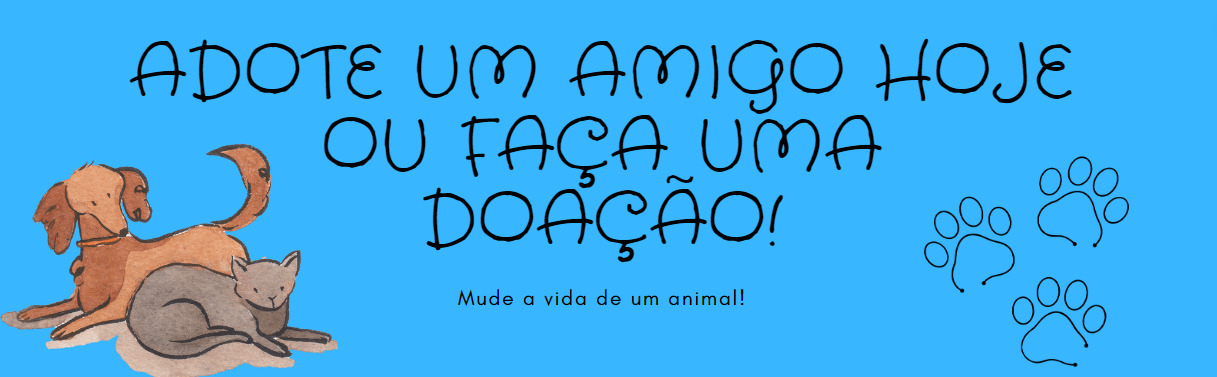 ADOTE UM AMIGO HOJE
OU FAÇA UMA
DOAÇÃO!
Mude a vida de um animal!